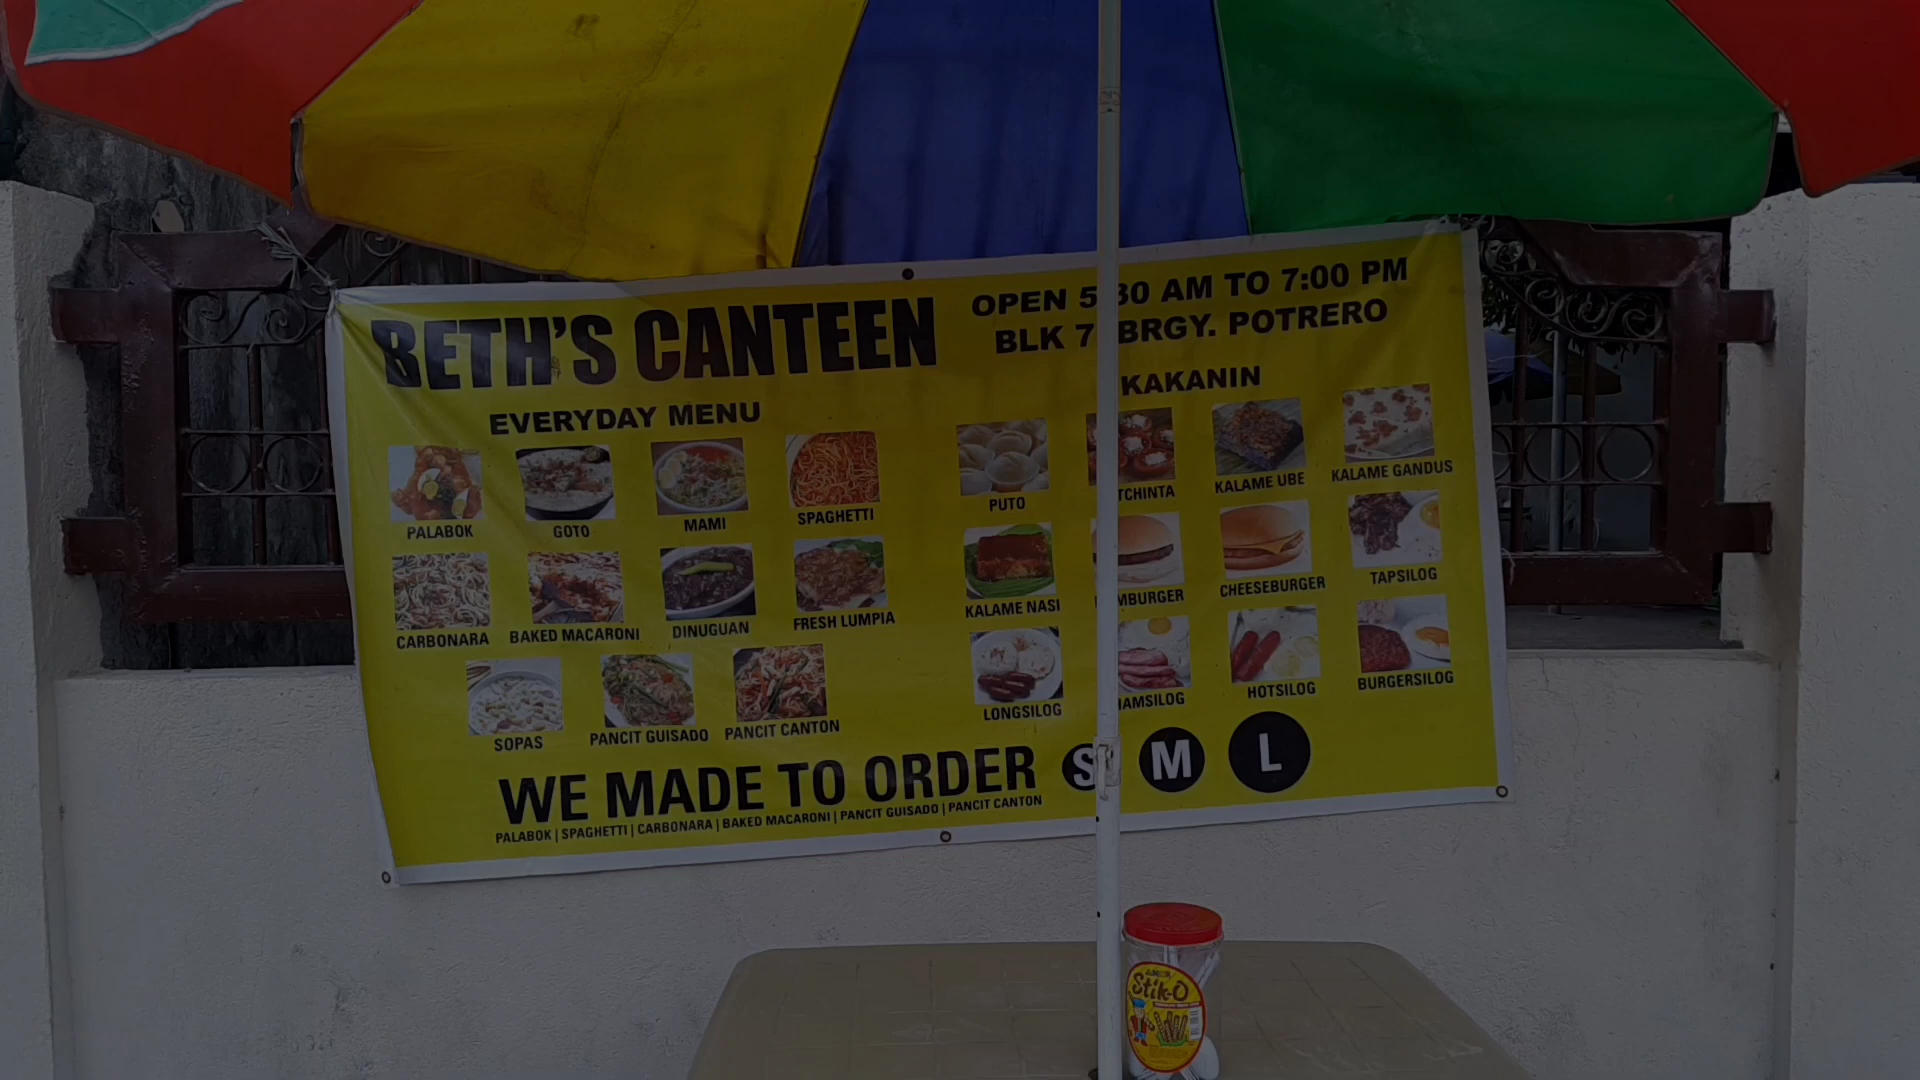 BETH'S CANTEEN
OPEN 5 30 AM TO 7:00 PM
BLK 7 BRGY. POTRERO
EVERYDAY MENU
PALABOK GOTO MAMI SPAGHETTI
CARBONARA BAKED MACARONI DINUGUAN FRESH LUMPIA
SOPAS PANCIT GUISADO PANCIT CANTON
KAKANIN
PUTO TCHINTA KALAME UBE KALAME GANDUS
KALAME NASI MBURGER CHEESEBURGER TAPSILOG
LONGSILOG HAMSILOG HOTSILOG BURGERSILOG
WE MADE TO ORDER S M L
PALABOK | SPAGHETTI | CARBONARA | BAKED MACARONI | PANCIT GUISADO | PANCIT CANTON
Stik-O